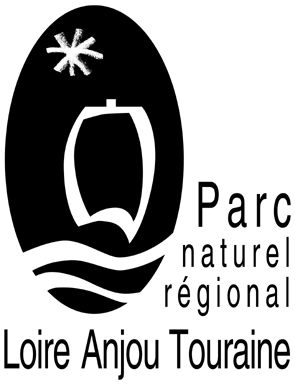 Parc
naturel
régional
Loire Anjou Touraine